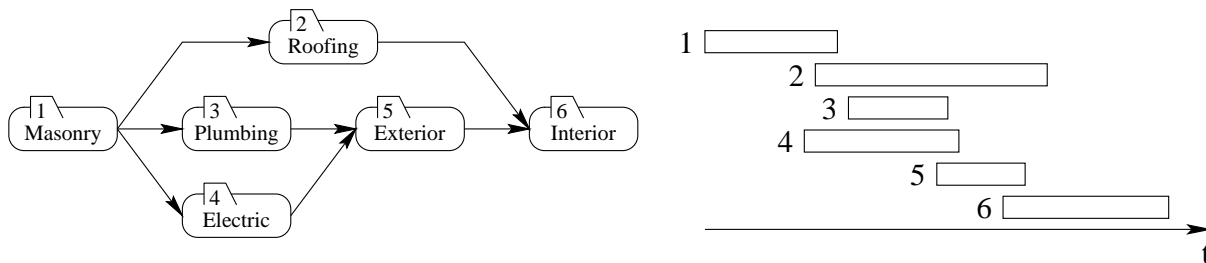 2
Roofing
1
Masonry
3
Plumbing
5
Exterior
6
Interior
4
Electric
1
2
3
4
5
6
t